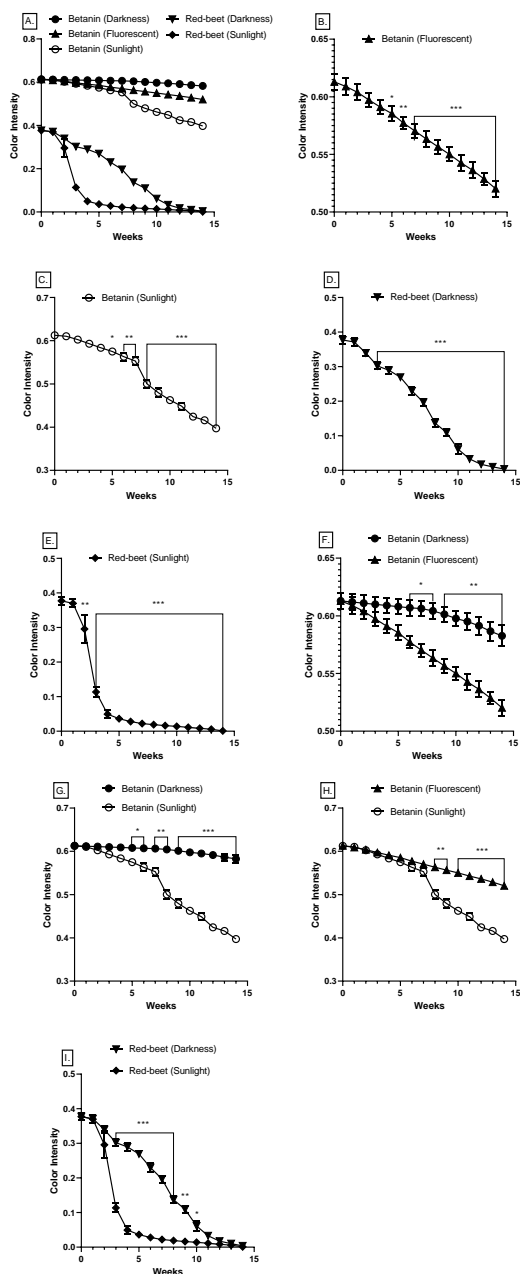 A.
Betanin (Darkness)
Red-beet (Darkness)
Betanin (Fluorescent)
Red-beet (Sunlight)
Betanin (Sunlight)
0.8
0.6
0.4
0.2
0.0
0
5
10
15
Color Intensity
Weeks
B.
Betanin (Fluorescent)
0.65
0.60
0.55
0.50
*
**
***
0
5
10
15
Color Intensity
Weeks
C.
Betanin (Sunlight)
0.7
0.6
0.5
0.4
0.3
*
**
***
0
5
10
15
Color Intensity
Weeks
D.
Red-beet (Darkness)
0.5
0.4
0.3
0.2
0.1
0.0
***
0
5
10
15
Color Intensity
Weeks
E.
Red-beet (Sunlight)
0.5
0.4
0.3
0.2
0.1
0.0
**
***
0
5
10
15
Color Intensity
Weeks
F.
Betanin (Darkness)
Betanin (Fluorescent)
0.65
0.60
0.55
0.50
*
**
0
5
10
15
Color Intensity
Weeks
G.
Betanin (Darkness)
Betanin (Sunlight)
0.7
0.6
0.5
0.4
0.3
*
**
***
0
5
10
15
Color Intensity
Weeks
H.
Betanin (Fluorescent)
Betanin (Sunlight)
0.7
0.6
0.5
0.4
0.3
**
***
0
5
10
15
Color Intensity
Weeks
I.
Red-beet (Darkness)
Red-beet (Sunlight)
0.5
0.4
0.3
0.2
0.1
0.0
***
**
*
0
5
10
15
Color Intensity
Weeks